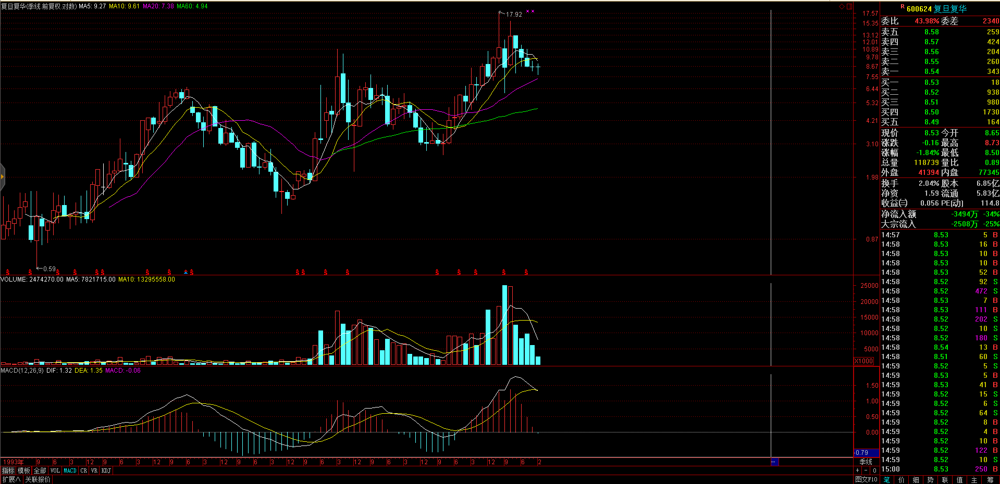 复旦复华(季线.前复权.对数) MA5: 9.27 MA10: 9.61 MA20: 7.38 MA60: 4.94
17.92
0.59
17.57
15.35
13.12
12.01
10.89
9.78
8.67
7.55
6.44
5.32
4.21
3.10
1.98
0.87
VOLUME: 2474270.00 MA5: 7821715.00 MA10: 13295558.00
25000
20000
15000
10000
5000
X1000
MACD(12,26,9) DIF: 1.32 DEA: 1.35 MACD: -0.06
1.50
1.00
0.50
0.00
-0.79
1993年 9 6 3 12 9 6 3 12 9 6 3 12 9 6 3 12 9 6 3 12 9 6 3 12 9 6 3 12 9 6 2 --
季线
指标 模板 全部 VOL MACD CR VR KDJ
+ - 0
扩展∧ 关联报价
图文F10
R 600624 复旦复华
委比 43.98% 委差 2340
卖五 8.58 259
卖四 8.57 424
卖三 8.56 204
卖二 8.55 260
卖一 8.54 343
买一 8.53 18
买二 8.52 938
买三 8.51 980
买四 8.50 1730
买五 8.49 164
现价 8.53 今开 8.65
涨跌 -0.16 最高 8.73
涨幅 -1.84% 最低 8.50
总量 118739 量比 0.89
外盘 41394 内盘 77345
换手 2.04% 股本 6.85亿
净资 1.59 流通 5.83亿
收益㈢ 0.056 PE(动) 114.8
净流入额 -3494万 -34%
大宗流入 -2508万 -25%
14:57 8.53 5 B
14:58 8.53 16 B
14:58 8.53 10 B
14:58 8.53 10 B
14:58 8.53 52 B
14:58 8.52 92 S
14:58 8.52 472 S
14:58 8.53 7 B
14:58 8.53 111 B
14:58 8.52 202 S
14:58 8.52 10 S
14:58 8.52 180 S
14:58 8.54 13 B
14:58 8.51 60 S
14:59 8.52 5 S
14:59 8.53 5 B
14:59 8.53 41 B
14:59 8.52 15 S
14:59 8.52 6 S
14:59 8.52 64 S
14:59 8.52 8 B
14:59 8.52 4 B
14:59 8.52 10 B
14:59 8.52 122 B
14:59 8.52 10 S
15:00 8.53 250 B
笔 价 细 势 联 值 主 筹